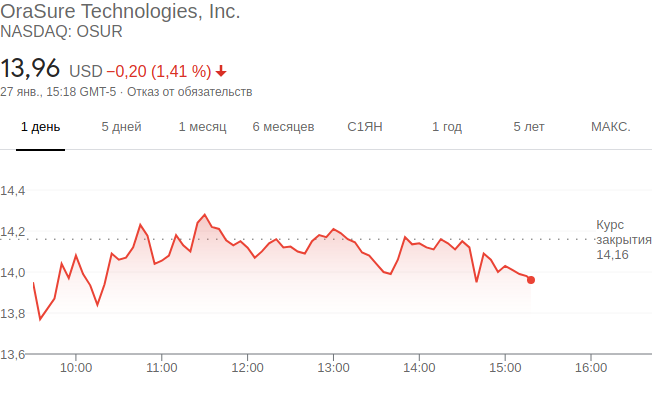 OraSure Technologies, Inc.
NASDAQ: OSUR
13,96 USD −0,20 (1,41 %)
27 янв., 15:18 GMT-5 · Отказ от обязательств
1 день 5 дней 1 месяц 6 месяцев С1ЯН 1 год 5 лет МАКС.
14,4
14,2
14,0
13,8
13,6
Курс
закрытия
14,16
10:00 11:00 12:00 13:00 14:00 15:00 16:00